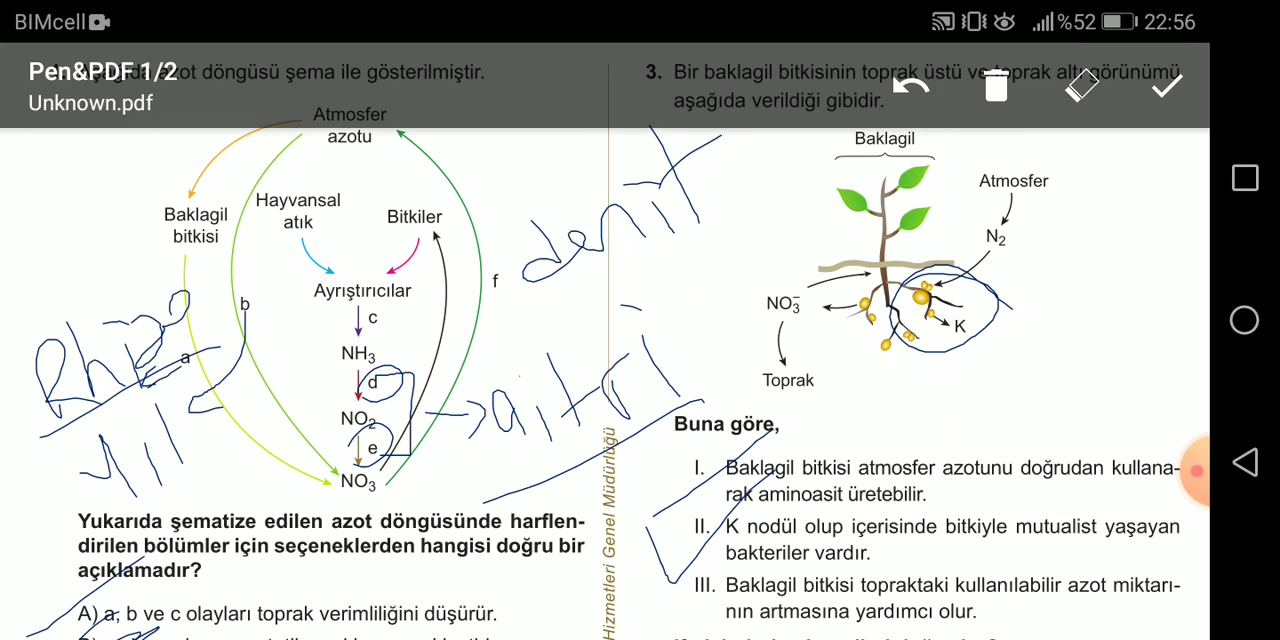 BIMcell
%52
22:56
Pen&PDF 1/2
Unknown.pdf
azot döngüsü şema ile gösterilmiştir.
Atmosfer
azotu
Baklagil
bitkisi
Hayvansal
atık
Bitkiler
Ayrıştırıcılar
a
b
c
f
NH3
d
NO2
e
NO3
denit
nitri
Yukarıda şematize edilen azot döngüsünde harflen-
dirilen bölümler için seçeneklerden hangisi doğru bir
açıklamadır?
A) a, b ve c olayları toprak verimliliğini düşürür.
Hizmetleri Genel Müdürlüğü
3. Bir baklagil bitkisinin toprak üstü ve toprak altı görünümü
aşağıda verildiği gibidir.
Baklagil
Atmosfer
N2
NO3-
K
Toprak
Buna göre,
I. Baklagil bitkisi atmosfer azotunu doğrudan kullana-
rak aminoasit üretebilir.
II. K nodül olup içerisinde bitkiyle mutualist yaşayan
bakteriler vardır.
III. Baklagil bitkisi topraktaki kullanılabilir azot miktarı-
nın artmasına yardımcı olur.